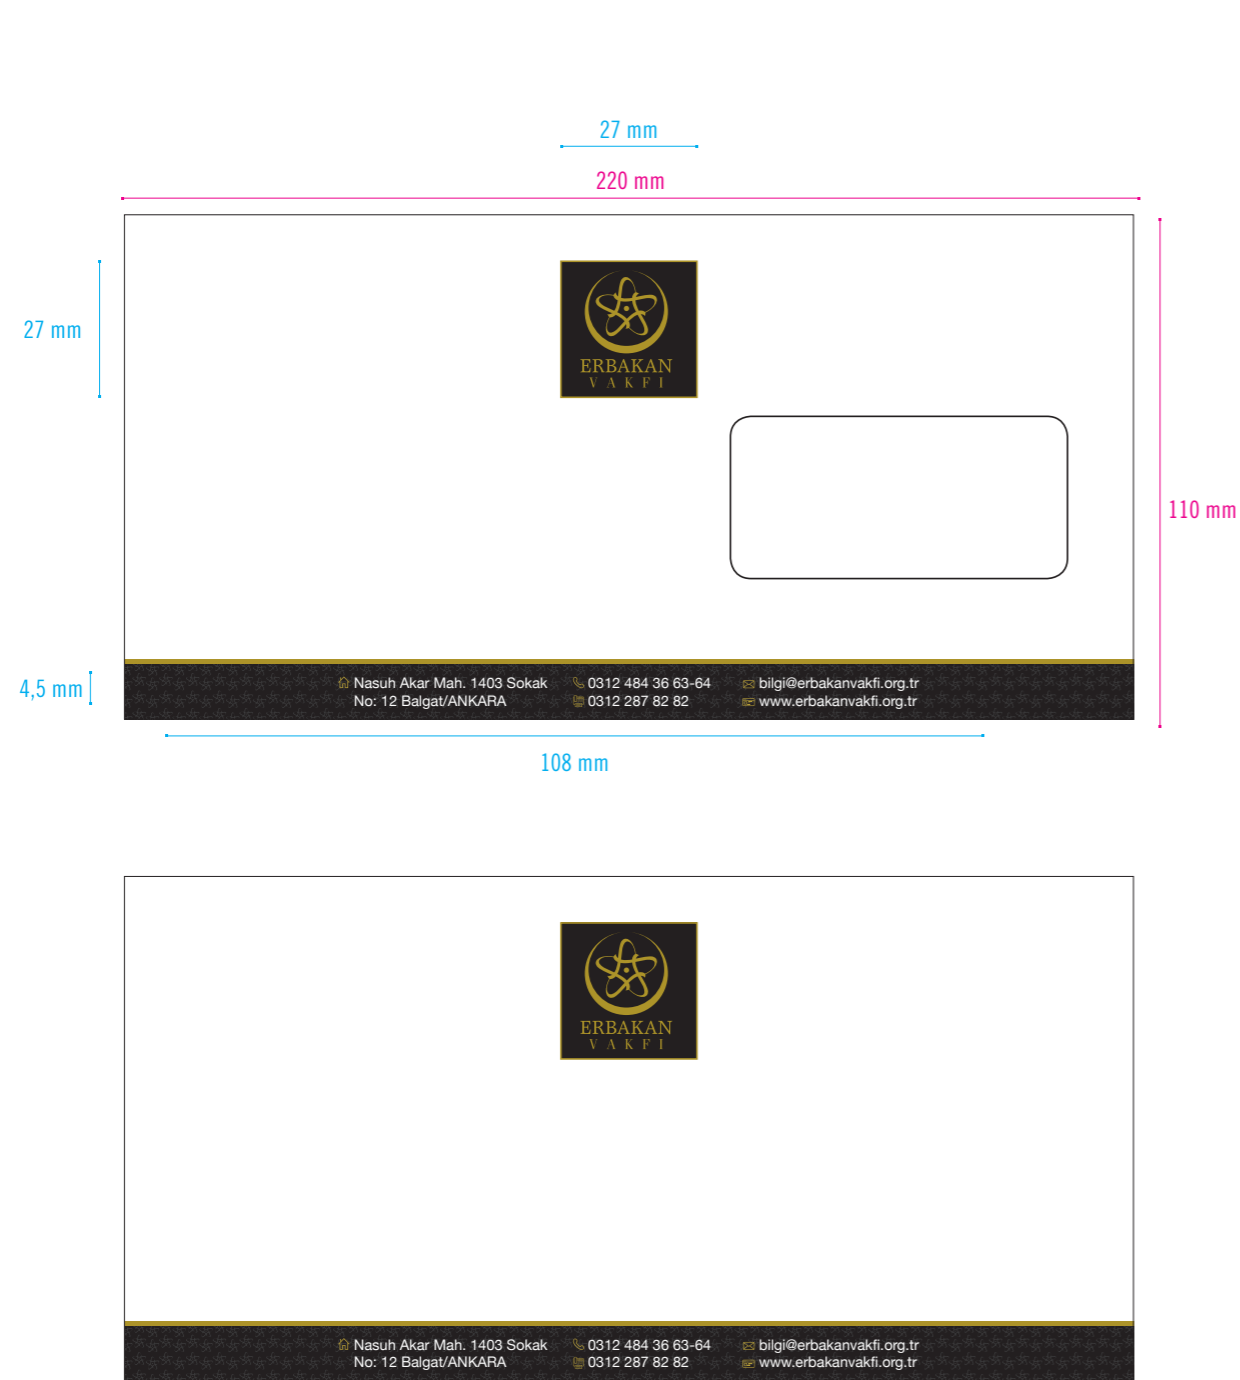 27 mm
220 mm
27 mm
ERBAKAN
VAKFI
110 mm
4,5 mm
Nasuh Akar Mah. 1403 Sokak
No: 12 Balgat/ANKARA
0312 484 36 63-64
0312 287 82 82
bilgi@erbakanvakfi.org.tr
www.erbakanvakfi.org.tr
108 mm
ERBAKAN
VAKFI
Nasuh Akar Mah. 1403 Sokak
No: 12 Balgat/ANKARA
0312 484 36 63-64
0312 287 82 82
bilgi@erbakanvakfi.org.tr
www.erbakanvakfi.org.tr